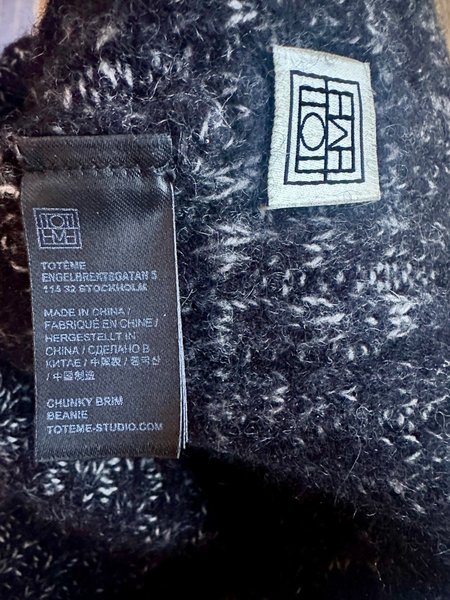 TOTÊME
ENGELBREKTSGATAN 5
114 32 STOCKHOLM
MADE IN CHINA /
FABRIQUÉ EN CHINE /
HERGESTELLT IN
CHINA / СДЕЛАНО В
КИТАЕ / 中國製 / 중국산
/ 中国制造
CHUNKY BRIM
BEANIE
TOTEME-STUDIO.COM